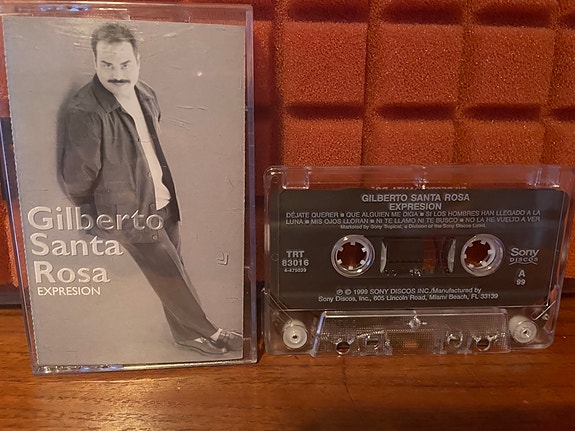 Gilberto
Santa
Rosa
EXPRESION
GILBERTO SANTA ROSA
EXPRESION
DÉJATE QUERER ■ QUE ALGUIEN ME DIGA ■ SI LOS HOMBRES HAN LLEGADO A LA
LUNA ■ MIS OJOS LLORAN ■ NI TE LLAMO NI TE BUSCO ■ NO LA HE VUELTO A VER
Marketed by Sony Tropical, a Division of the Sony Discos Label.
TRT
83016
4-475039
Sony
DISCOS
A
99
℗ © 1999 SONY DISCOS INC./Manufactured by
Sony Discos, Inc., 605 Lincoln Road, Miami Beach, FL 33139